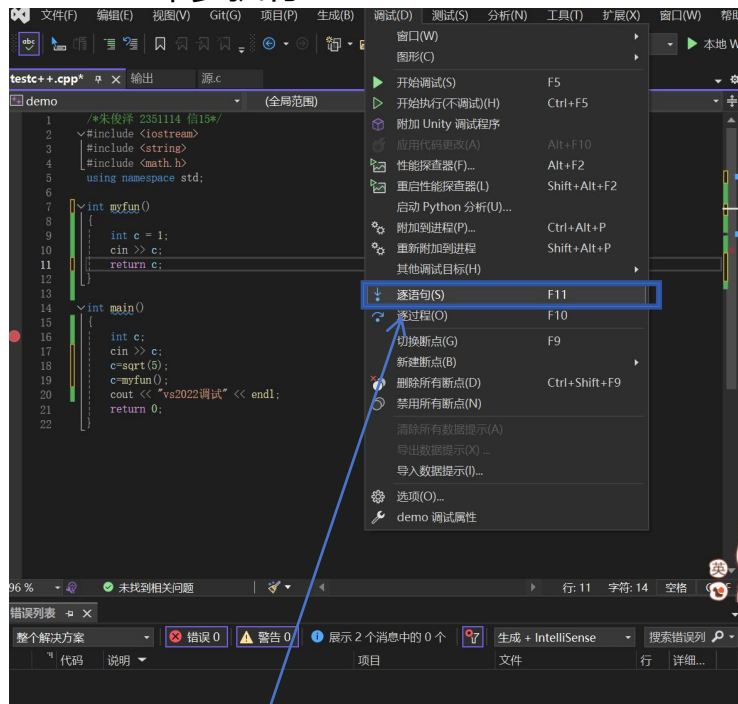 文件(F) 编辑(E) 视图(V) Git(G) 项目(P) 生成(B) 调试(D) 测试(S) 分析(N) 工具(T) 扩展(X) 窗口(W) 帮助
abc
本地 W
testc++.cpp* 输出 源.c
demo (全局范围)
1 /*朱俊泽 2351114 信15*/
2 #include <iostream>
3 #include <string>
4 #include <math.h>
5 using namespace std;
6
7 int myfun()
8 {
9 int c = 1;
10 cin >> c;
11 return c;
12 }
13
14 int main()
15 {
16 int c;
17 cin >> c;
18 c=sqrt(5);
19 c=myfun();
20 cout << "vs2022调试" << endl;
21 return 0;
22 }
窗口(W)
图形(C)
开始调试(S) F5
开始执行(不调试)(H) Ctrl+F5
附加 Unity 调试程序
应用代码更改(A) Alt+F10
性能探查器(F)... Alt+F2
重启性能探查器(L) Shift+Alt+F2
启动 Python 分析(U)...
附加到进程(P)... Ctrl+Alt+P
重新附加到进程 Shift+Alt+P
其他调试目标(H)
逐语句(S) F11
逐过程(O) F10
切换断点(G) F9
新建断点(B)
删除所有断点(D) Ctrl+Shift+F9
禁用所有断点(N)
清除所有数据提示(A)
导出数据提示(X) ...
导入数据提示(I)...
选项(O)...
demo 调试属性
英
96 % 未找到相关问题 行: 11 字符: 14 空格
错误列表
整个解决方案 错误 0 警告 0 展示 2 个消息中的 0 个 生成 + IntelliSense 搜索错误列
代码 说明 项目 文件 行 详细...